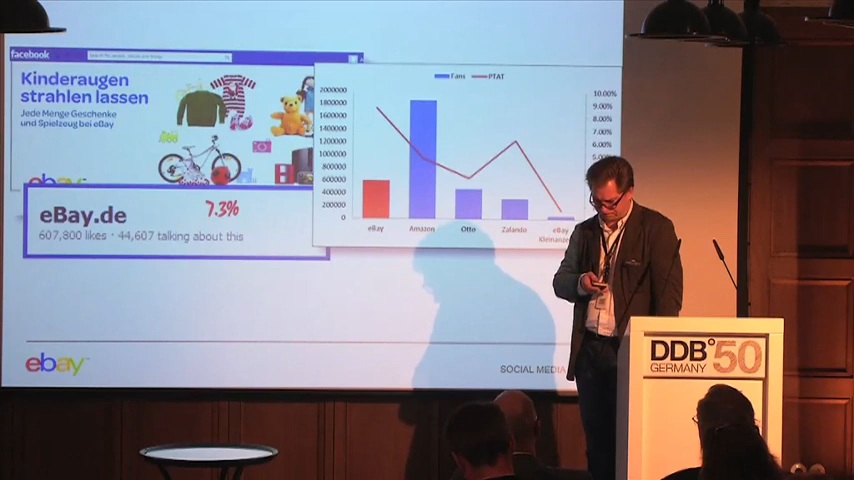 facebook
Kinderaugen
strahlen lassen
Jede Menge Geschenke
und Spielzeug bei eBay
ebay
eBay.de
7.3%
607,800 likes · 44,607 talking about this
Fans
PTAT
2000000
1800000
1600000
1400000
1200000
1000000
800000
600000
400000
200000
0
10.00%
9.00%
8.00%
7.00%
6.00%
eBay
Amazon
Otto
Zalando
eBay
ebay
SOCIAL MEDIA
DDB°50
GERMANY